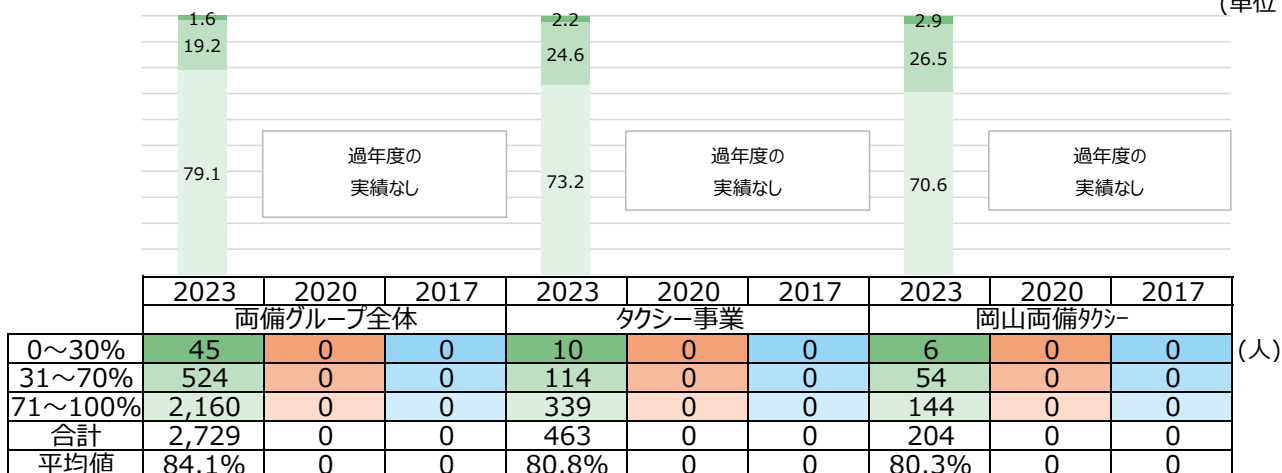 (単位
1.6 2.2 2.9
19.2 24.6 26.5
過年度の 過年度の 過年度の
79.1 実績なし 73.2 実績なし 70.6 実績なし
2023 2020 2017 2023 2020 2017 2023 2020 2017
両備グループ全体 タクシー事業 岡山両備タクシー
0～30% 45 0 0 10 0 0 6 0 0 (人)
31～70% 524 0 0 114 0 0 54 0 0
71～100% 2,160 0 0 339 0 0 144 0 0
合計 2,729 0 0 463 0 0 204 0 0
平均値 84.1% 0 0 80.8% 0 0 80.3% 0 0